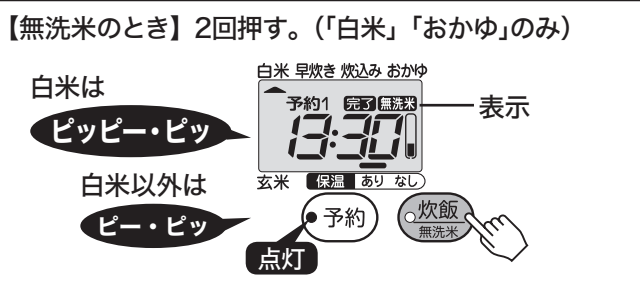 【無洗米のとき】2回押す。(「白米」「おかゆ」のみ)
白米は
ピッピー・ピッ
白米以外は
ピー・ピッ
白米 早炊き 炊込み おかゆ
予約1 完了 無洗米
13:30
表示
玄米 保温 あり なし
予約
点灯
炊飯
無洗米